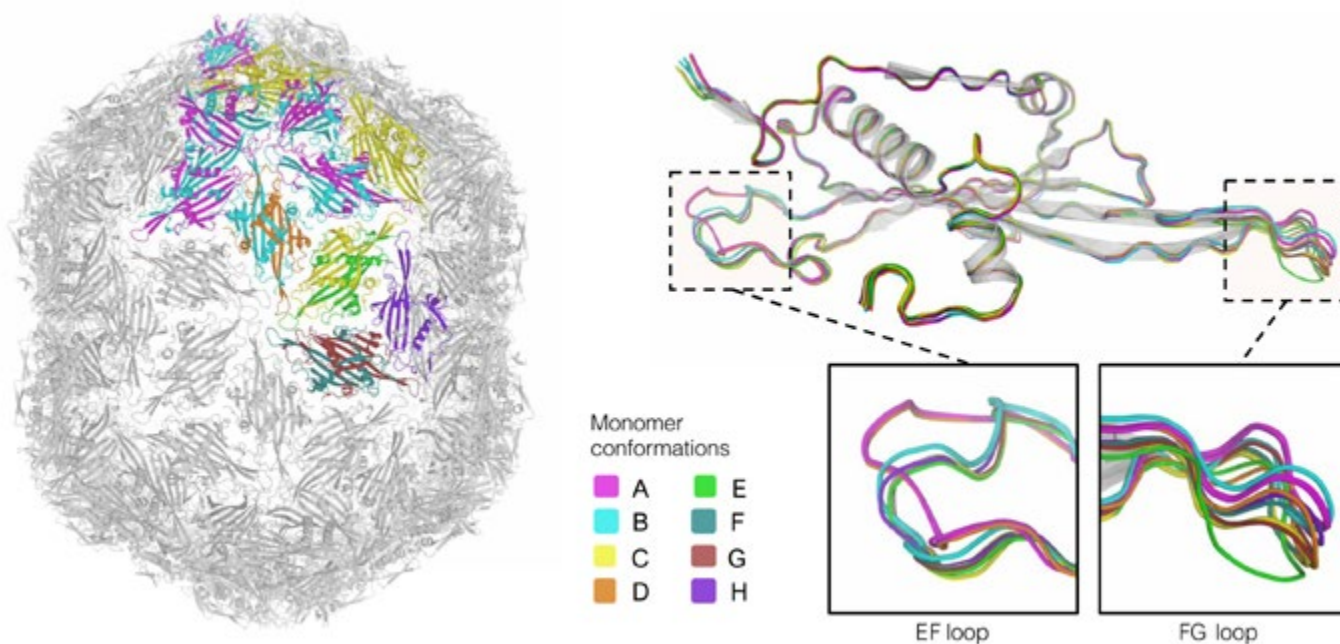 Monomer
conformations
A E
B F
C G
D H
EF loop
FG loop